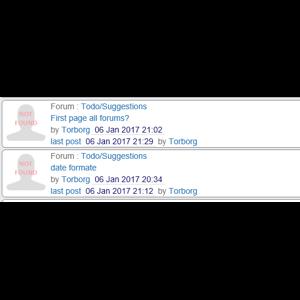 Forum : Todo/Suggestions
NOT
FOUND
First page all forums?
by Torborg 06 Jan 2017 21:02
last post 06 Jan 2017 21:29 by Torborg
Forum : Todo/Suggestions
NOT
FOUND
date formate
by Torborg 06 Jan 2017 20:34
last post 06 Jan 2017 21:12 by Torborg